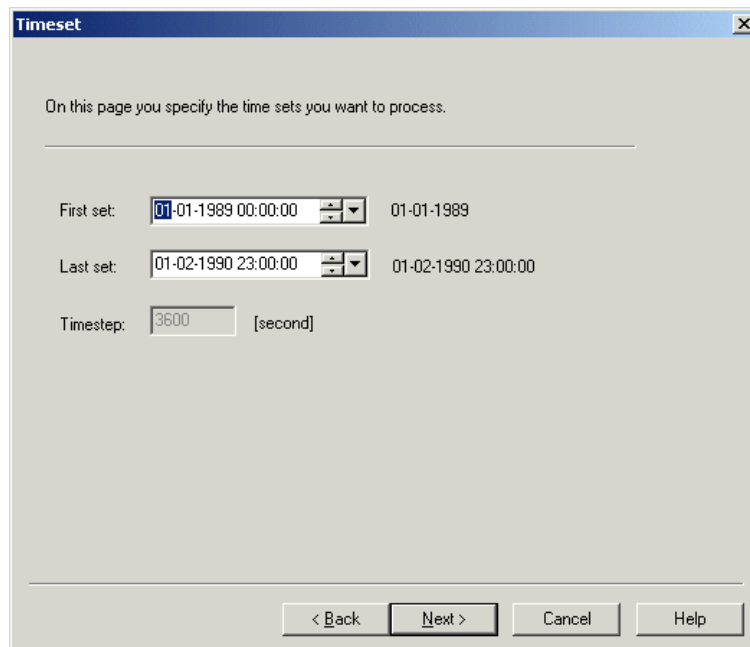 Timeset
On this page you specify the time sets you want to process.
First set: 01-01-1989 00:00:00 01-01-1989
Last set: 01-02-1990 23:00:00 01-02-1990 23:00:00
Timestep: 3600 [second]
< Back Next > Cancel Help